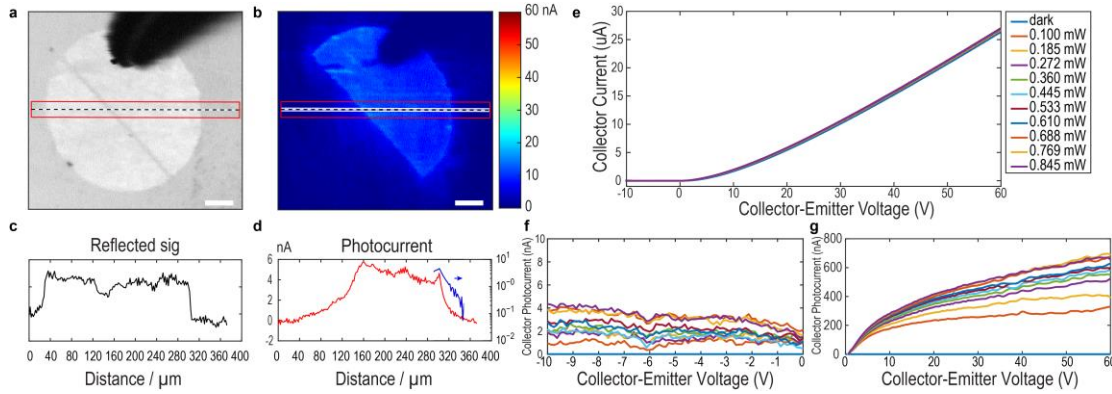 a
b
60 nA
50
40
30
20
10
0
c
Reflected sig
0 40 80 120 160 200 240 280 320 360 400
Distance / µm
d
nA
Photocurrent
6
4
2
0
10¹
10⁰
10⁻¹
10⁻²
0 40 80 120 160 200 240 280 320 360 400
Distance / µm
e
Collector Current (uA)
30
25
20
15
10
5
0
-10 0 10 20 30 40 50 60
Collector-Emitter Voltage (V)
dark
0.100 mW
0.185 mW
0.272 mW
0.360 mW
0.445 mW
0.533 mW
0.610 mW
0.688 mW
0.769 mW
0.845 mW
f
Collector Photocurrent (nA)
10
8
6
4
2
0
-10 -9 -8 -7 -6 -5 -4 -3 -2 -1 0
Collector-Emitter Voltage (V)
g
Collector Photocurrent (nA)
800
600
400
200
0
0 10 20 30 40 50 60
Collector-Emitter Voltage (V)